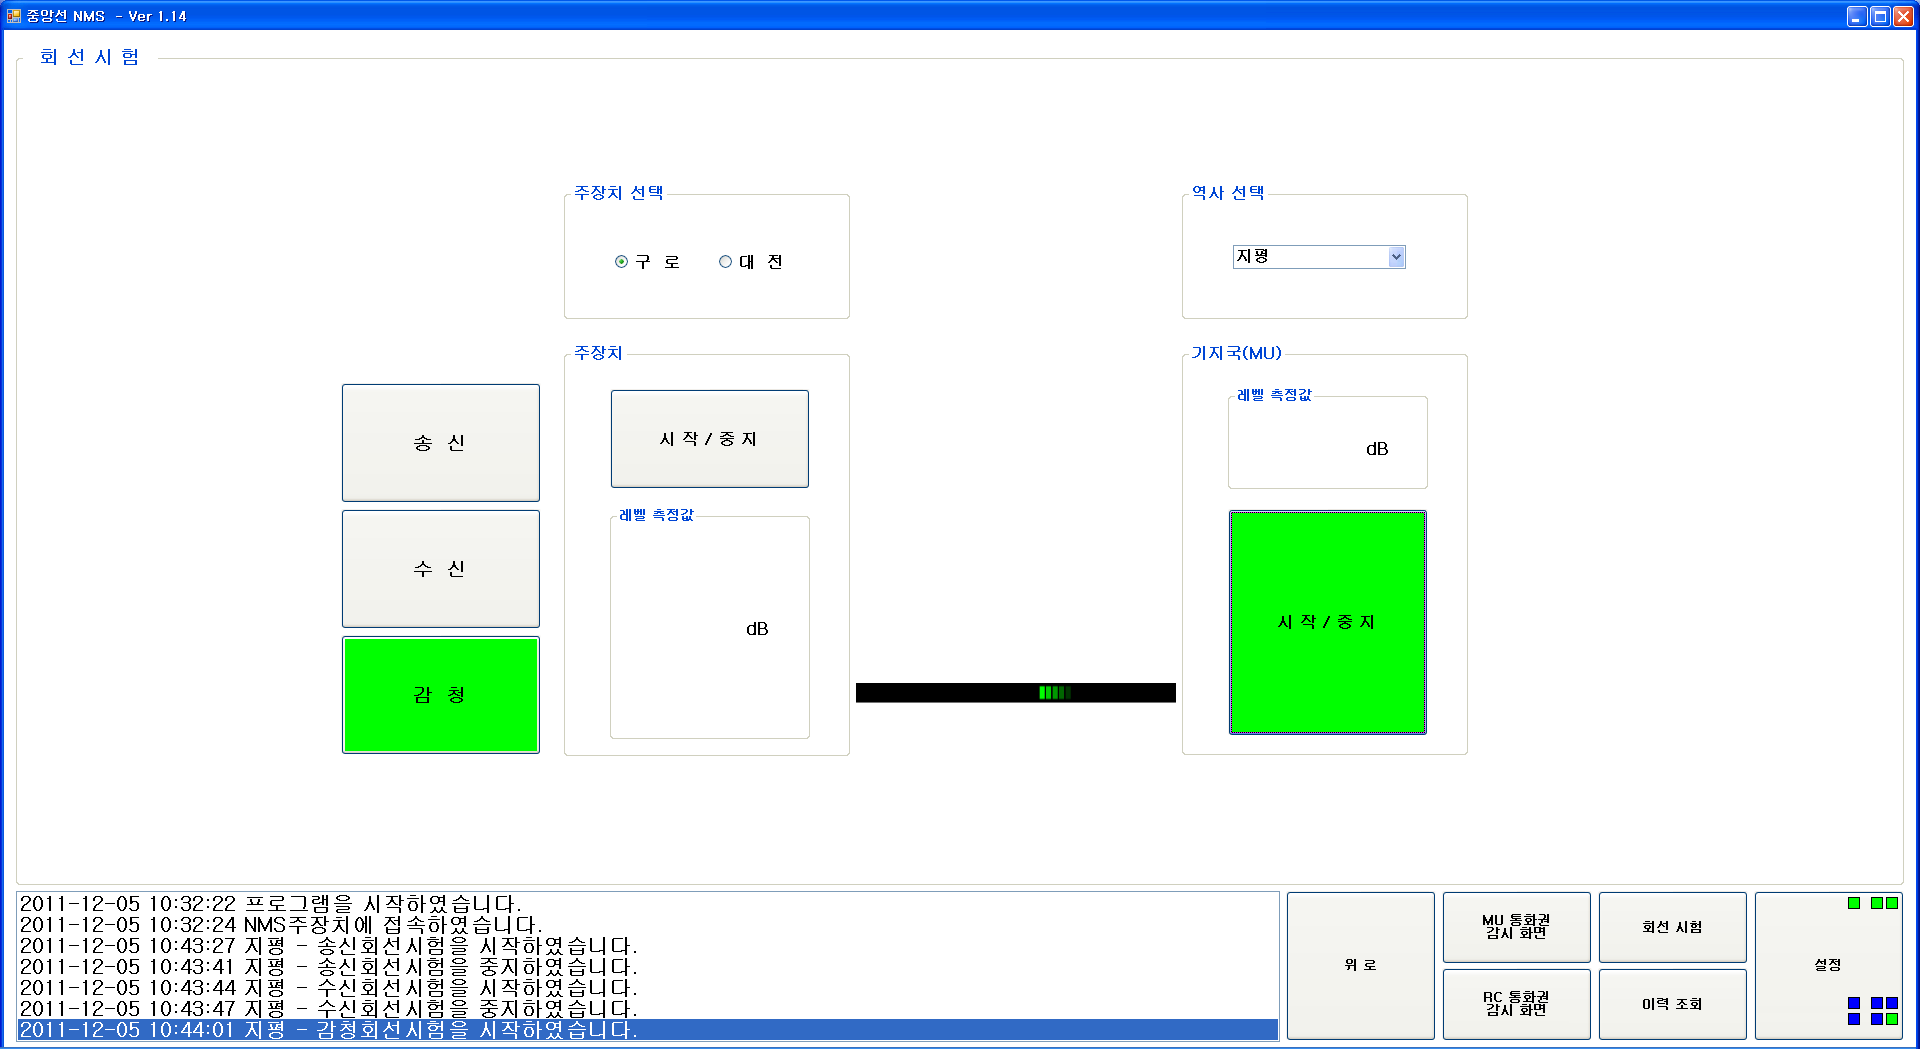 중앙선 NMS - Ver 1.14
회 선 시 험
주장치 선택
역사 선택
구 로
대 전
지평
주장치
기지국(MU)
송 신
시 작 / 중 지
레벨 측정값
dB
수 신
레벨 측정값
dB
시 작 / 중 지
감 청
2011-12-05 10:32:22 프로그램을 시작하였습니다.
2011-12-05 10:32:24 NMS주장치에 접속하였습니다.
2011-12-05 10:43:27 지평 - 송신회선시험을 시작하였습니다.
2011-12-05 10:43:41 지평 - 송신회선시험을 중지하였습니다.
2011-12-05 10:43:44 지평 - 수신회선시험을 시작하였습니다.
2011-12-05 10:43:47 지평 - 수신회선시험을 중지하였습니다.
2011-12-05 10:44:01 지평 - 감청회선시험을 시작하였습니다.
위 로
MU 통화권
감시 화면
회선 시험
RC 통화권
감시 화면
이력 조회
설정